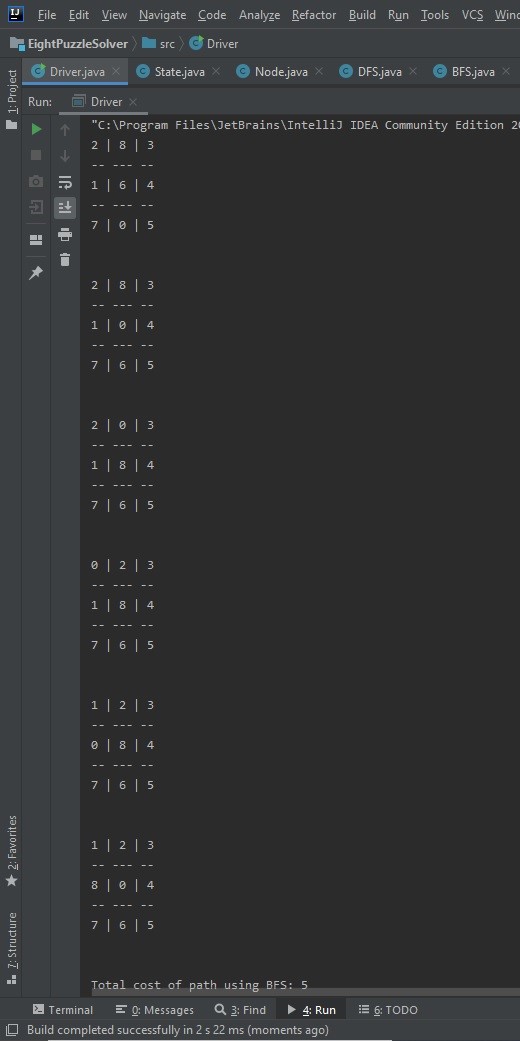 IJ File Edit View Navigate Code Analyze Refactor Build Run Tools VCS
EightPuzzleSolver src Driver
Driver.java State.java Node.java DFS.java BFS.java
1: Project
Run: Driver
"C:\Program Files\JetBrains\IntelliJ IDEA Community Edition
2 | 8 | 3
-- --- --
1 | 6 | 4
-- --- --
7 | 0 | 5
2 | 8 | 3
-- --- --
1 | 0 | 4
-- --- --
7 | 6 | 5
2 | 0 | 3
-- --- --
1 | 8 | 4
-- --- --
7 | 6 | 5
0 | 2 | 3
-- --- --
1 | 8 | 4
-- --- --
7 | 6 | 5
1 | 2 | 3
-- --- --
0 | 8 | 4
-- --- --
7 | 6 | 5
1 | 2 | 3
-- --- --
8 | 0 | 4
-- --- --
7 | 6 | 5
Total cost of path using BFS: 5
2: Favorites
7: Structure
Terminal 0: Messages 3: Find 4: Run 6: TODO
Build completed successfully in 2 s 22 ms (moments ago)